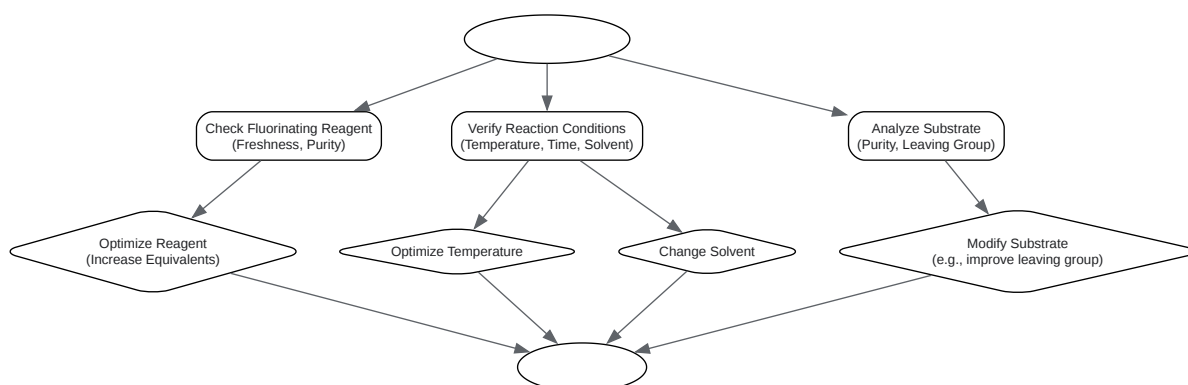 Check Fluorinating Reagent
(Freshness, Purity)
Verify Reaction Conditions
(Temperature, Time, Solvent)
Analyze Substrate
(Purity, Leaving Group)
Optimize Reagent
(Increase Equivalents)
Optimize Temperature
Change Solvent
Modify Substrate
(e.g., improve leaving group)